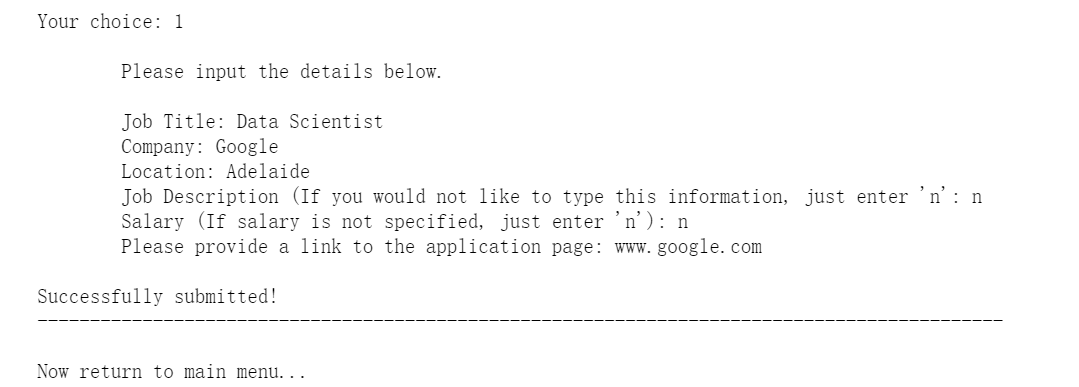 Your choice: 1
Please input the details below.
Job Title: Data Scientist
Company: Google
Location: Adelaide
Job Description (If you would not like to type this information, just enter 'n': n
Salary (If salary is not specified, just enter 'n'): n
Please provide a link to the application page: www.google.com
Successfully submitted!
--------------------------------------------------------------------------------------------
Now return to main menu...